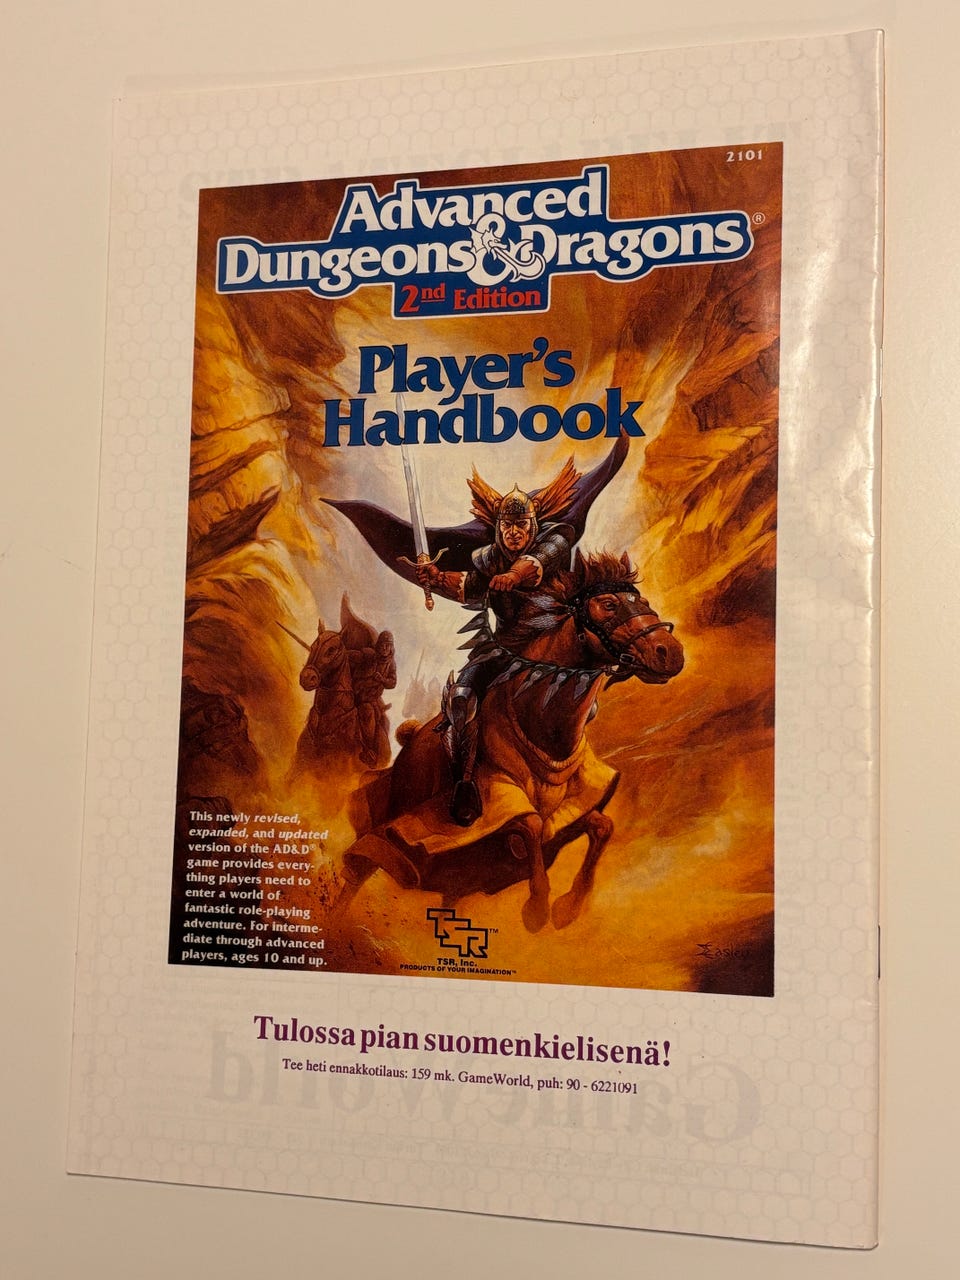 2101
Advanced
Dungeons & Dragons®
2nd Edition
Player's
Handbook
This newly revised,
expanded, and updated
version of the AD&D®
game provides every-
thing players need to
enter a world of
fantastic role-playing
adventure. For interme-
diate through advanced
players, ages 10 and up.
TSR™
TSR, Inc.
PRODUCTS OF YOUR IMAGINATION™
Easley
Tulossa pian suomenkielisenä!
Tee heti ennakkotilaus: 159 mk. GameWorld, puh: 90 - 6221091
GameWorld